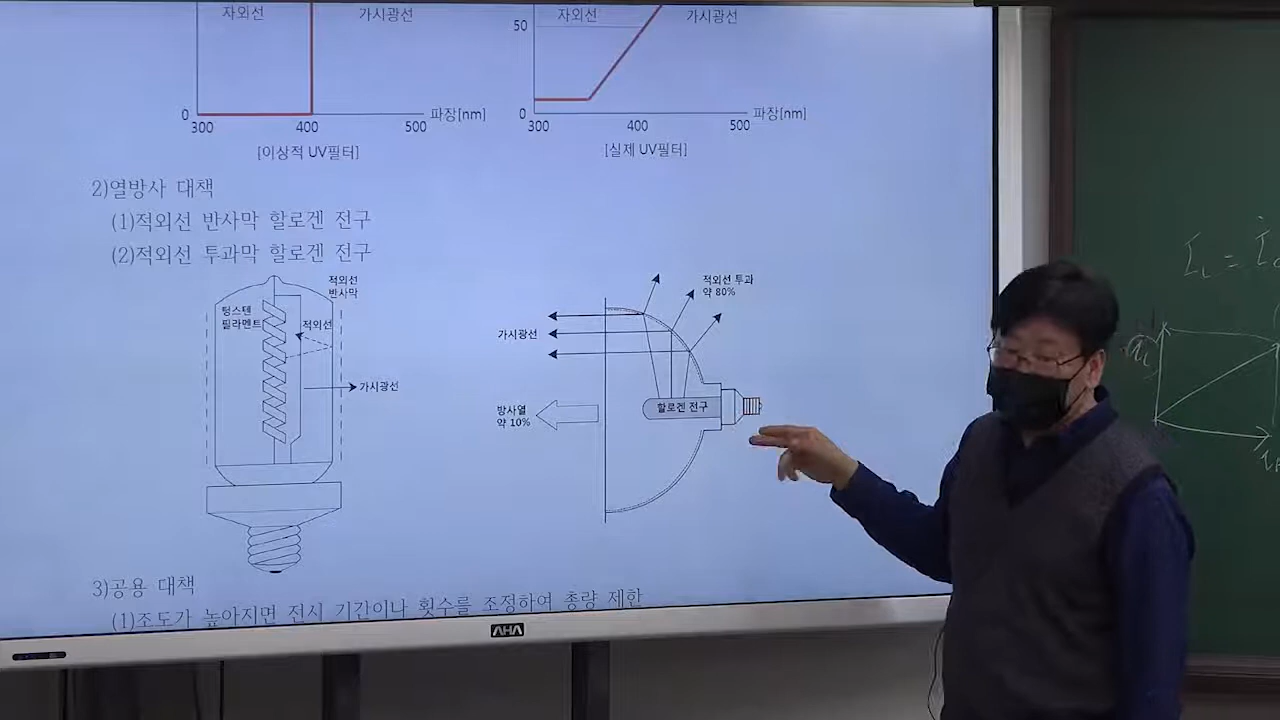 자외선 가시광선
0
300 400 500 파장[nm]
[이상적 UV필터]
50
자외선 가시광선
0
300 400 500 파장[nm]
[실제 UV필터]
2)열방사 대책
(1)적외선 반사막 할로겐 전구
(2)적외선 투과막 할로겐 전구
적외선
반사막
텅스텐
필라멘트
적외선
가시광선
적외선 투과
약 80%
가시광선
방사열
약 10%
할로겐 전구
3)공용 대책
(1)조도가 높아지면 전시 기간이나 횟수를 조정하여 총량 제한
AHA